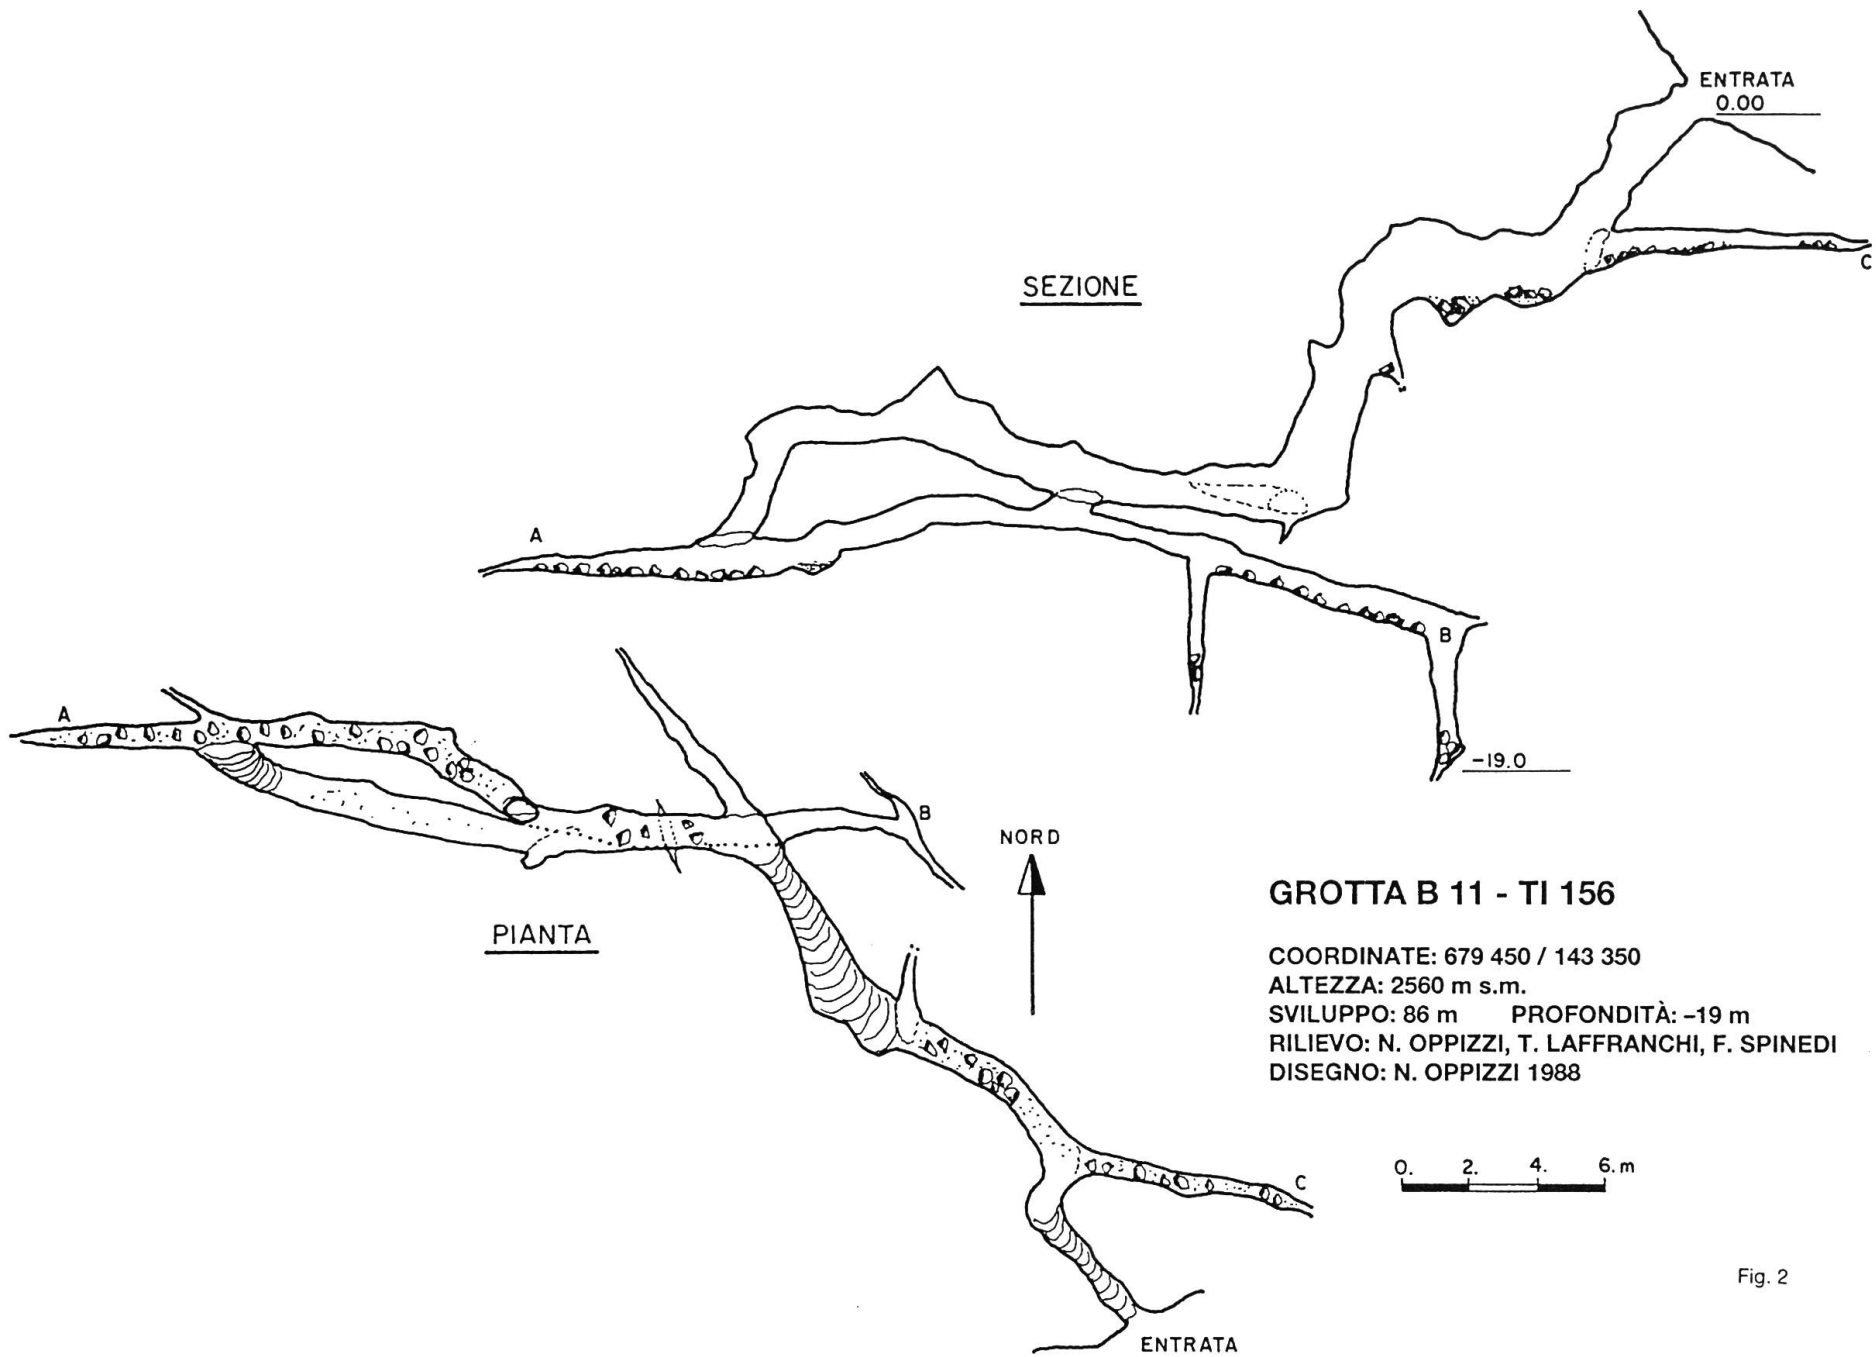 ENTRATA
0.00
C
SEZIONE
A
B
-19.0
A
B
NORD
PIANTA
GROTTA B 11 - TI 156
COORDINATE: 679 450 / 143 350
ALTEZZA: 2560 m s.m.
SVILUPPO: 86 m PROFONDITÀ: –19 m
RILIEVO: N. OPPIZZI, T. LAFFRANCHI, F. SPINEDI
DISEGNO: N. OPPIZZI 1988
0. 2. 4. 6. m
C
Fig. 2
ENTRATA